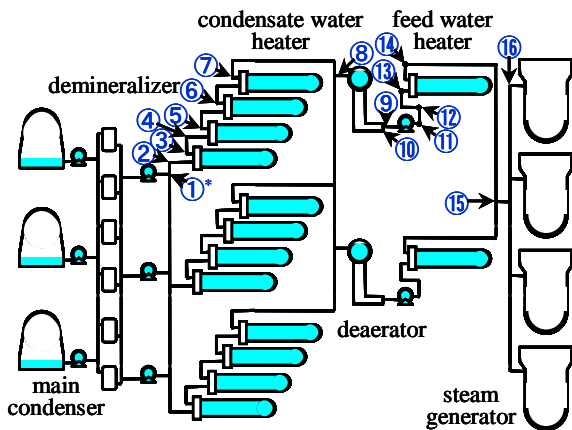 condensate water
heater
feed water
heater
demineralizer
⑭
⑯
⑦
⑧
⑬
⑥
⑤
⑨
⑫
④
③
②
⑩
⑪
①*
⑮
deaerator
main
condenser
steam
generator